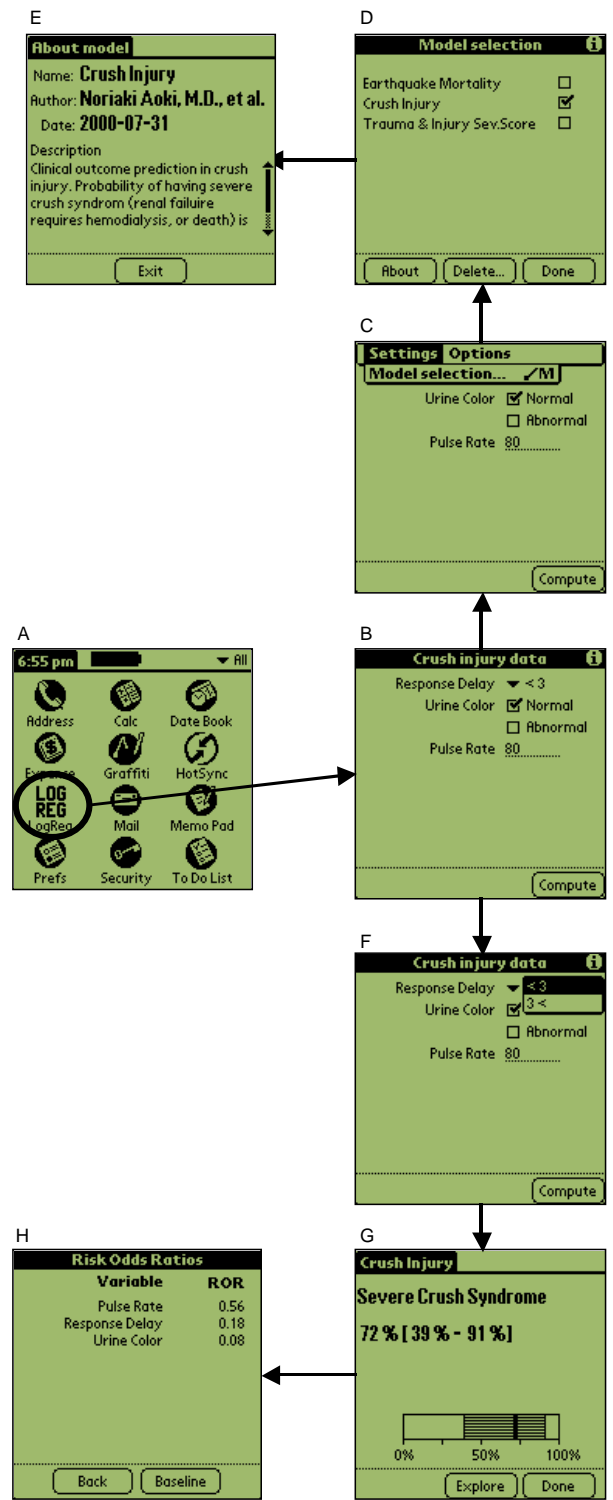 E
About model
Name: Crush Injury
Author: Noriaki Aoki, M.D., et al.
Date: 2000-07-31
Description
Clinical outcome prediction in crush
injury. Probability of having severe
crush syndrom (renal failuire
requires hemodialysis, or death) is
Exit
D
Model selection
i
Earthquake Mortality
Crush Injury
Trauma & Injury Sev.Score
About Delete... Done
C
Settings Options
Model selection... /M
Urine Color Normal
Abnormal
Pulse Rate 80
Compute
A
6:55 pm All
Address Calc Date Book
Expense Graffiti HotSync
LOG
REG
LogReg Mail Memo Pad
Prefs Security To Do List
B
Crush injury data i
Response Delay < 3
Urine Color Normal
Abnormal
Pulse Rate 80
Compute
F
Crush injury data i
Response Delay < 3
Urine Color 3 <
Abnormal
Pulse Rate 80
Compute
H
Risk Odds Ratios
Variable ROR
Pulse Rate 0.56
Response Delay 0.18
Urine Color 0.08
Back Baseline
G
Crush Injury
Severe Crush Syndrome
72 % [ 39 % - 91 %]
0% 50% 100%
Explore Done